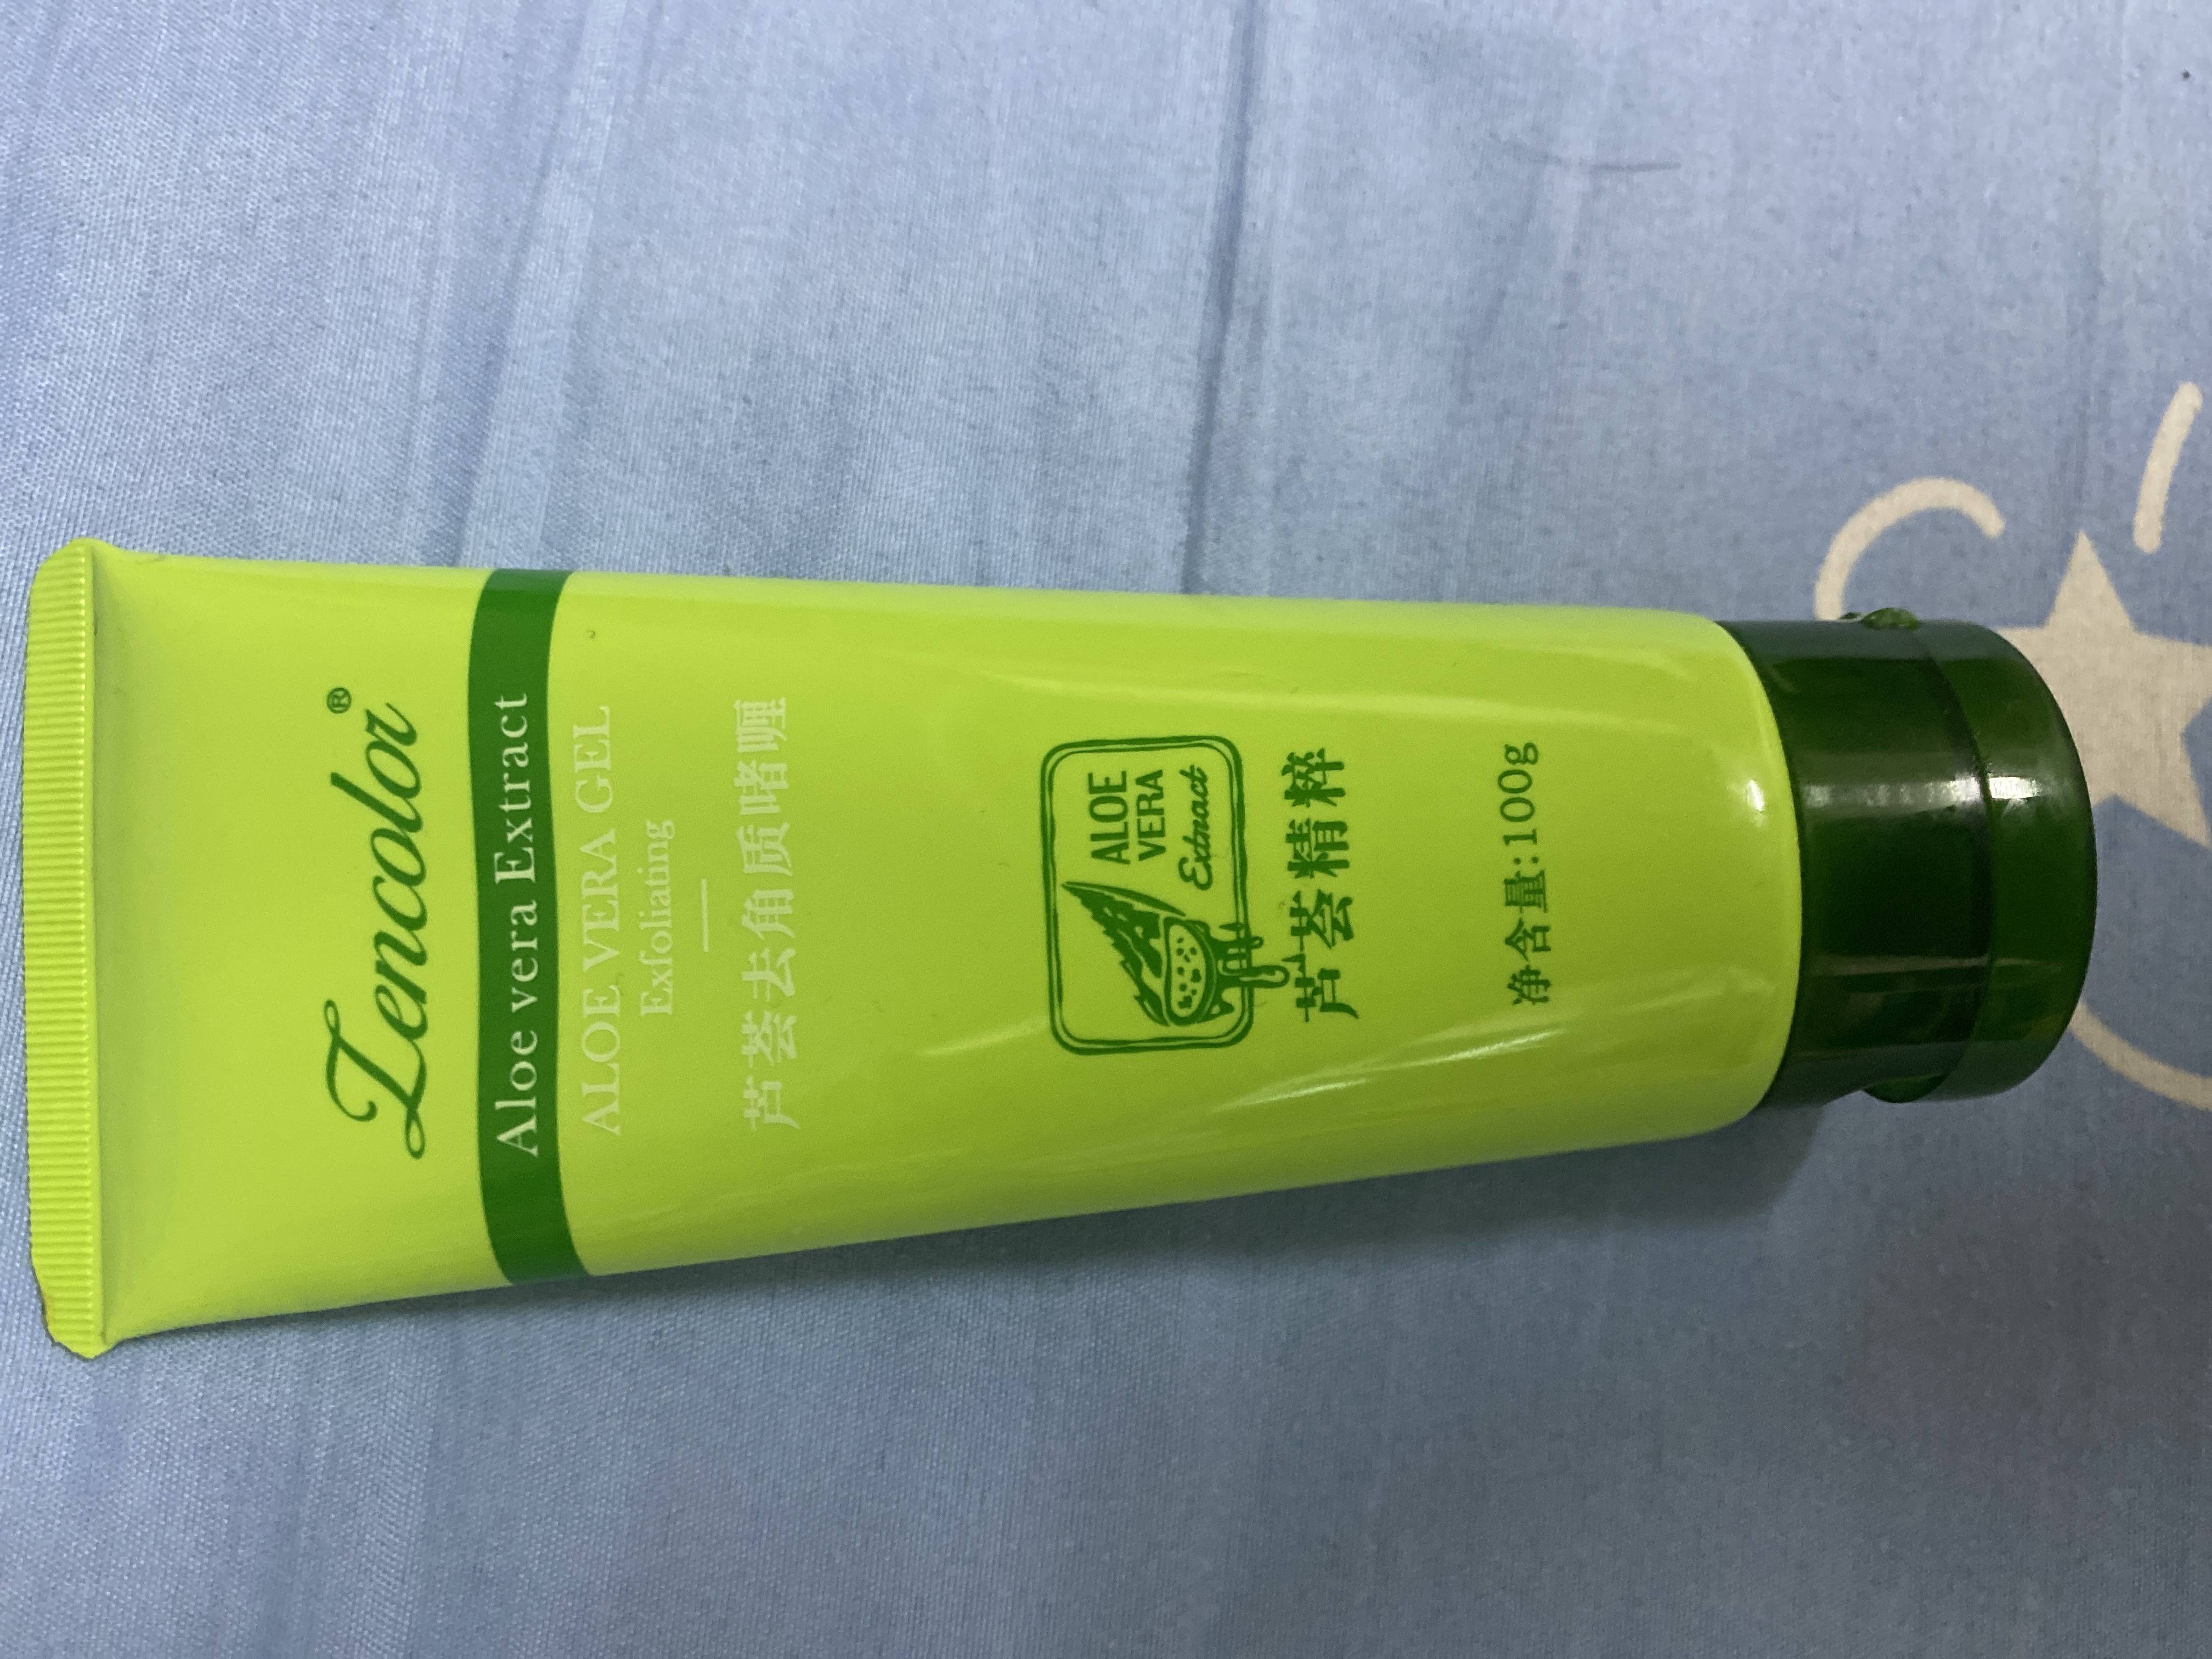 Lencolor®
Aloe vera Extract
ALOE VERA GEL
Exfoliating
芦荟去角质啫喱
ALOE
VERA
Extract
芦荟精粹
净含量:100g